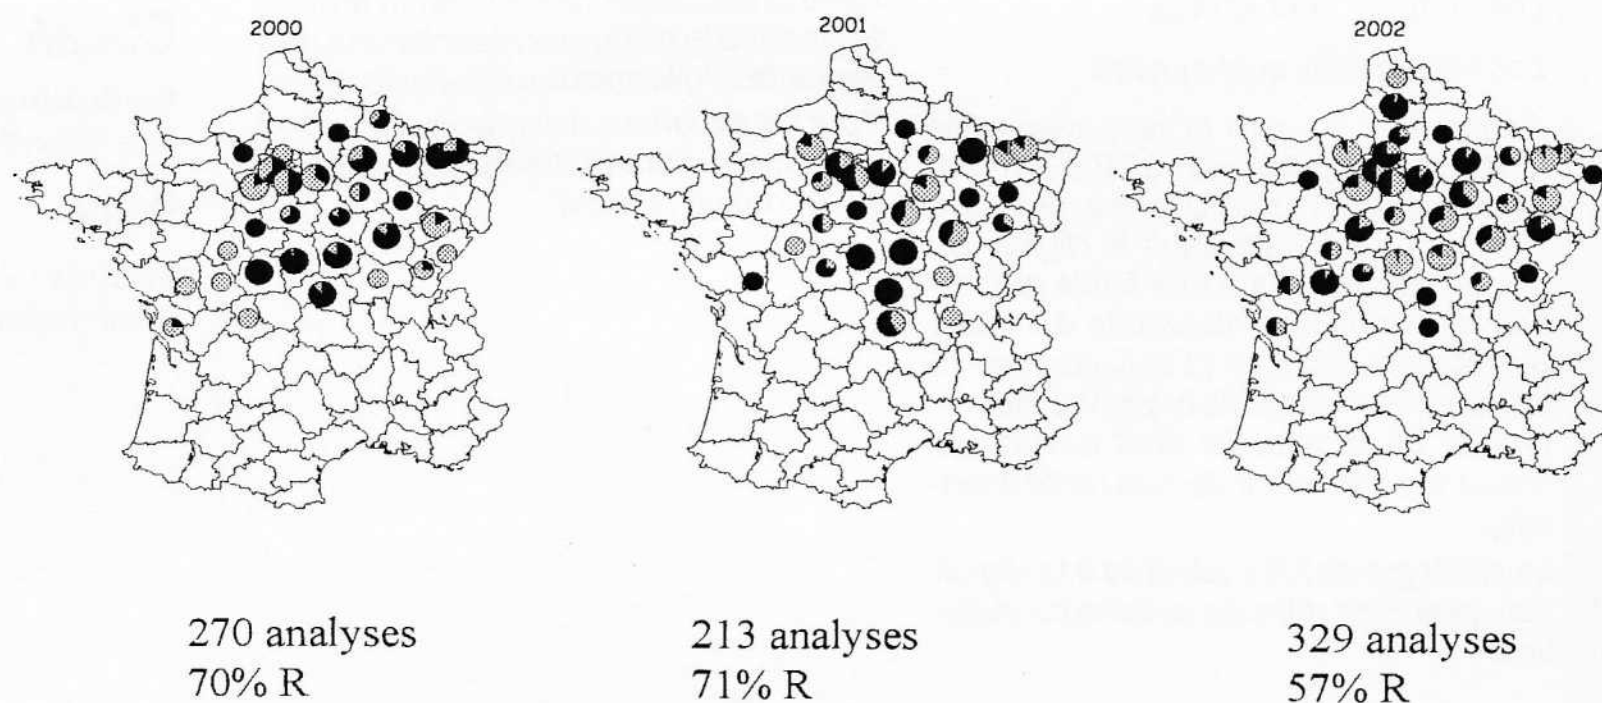 2000
2001
2002
270 analyses
70% R
213 analyses
71% R
329 analyses
57% R